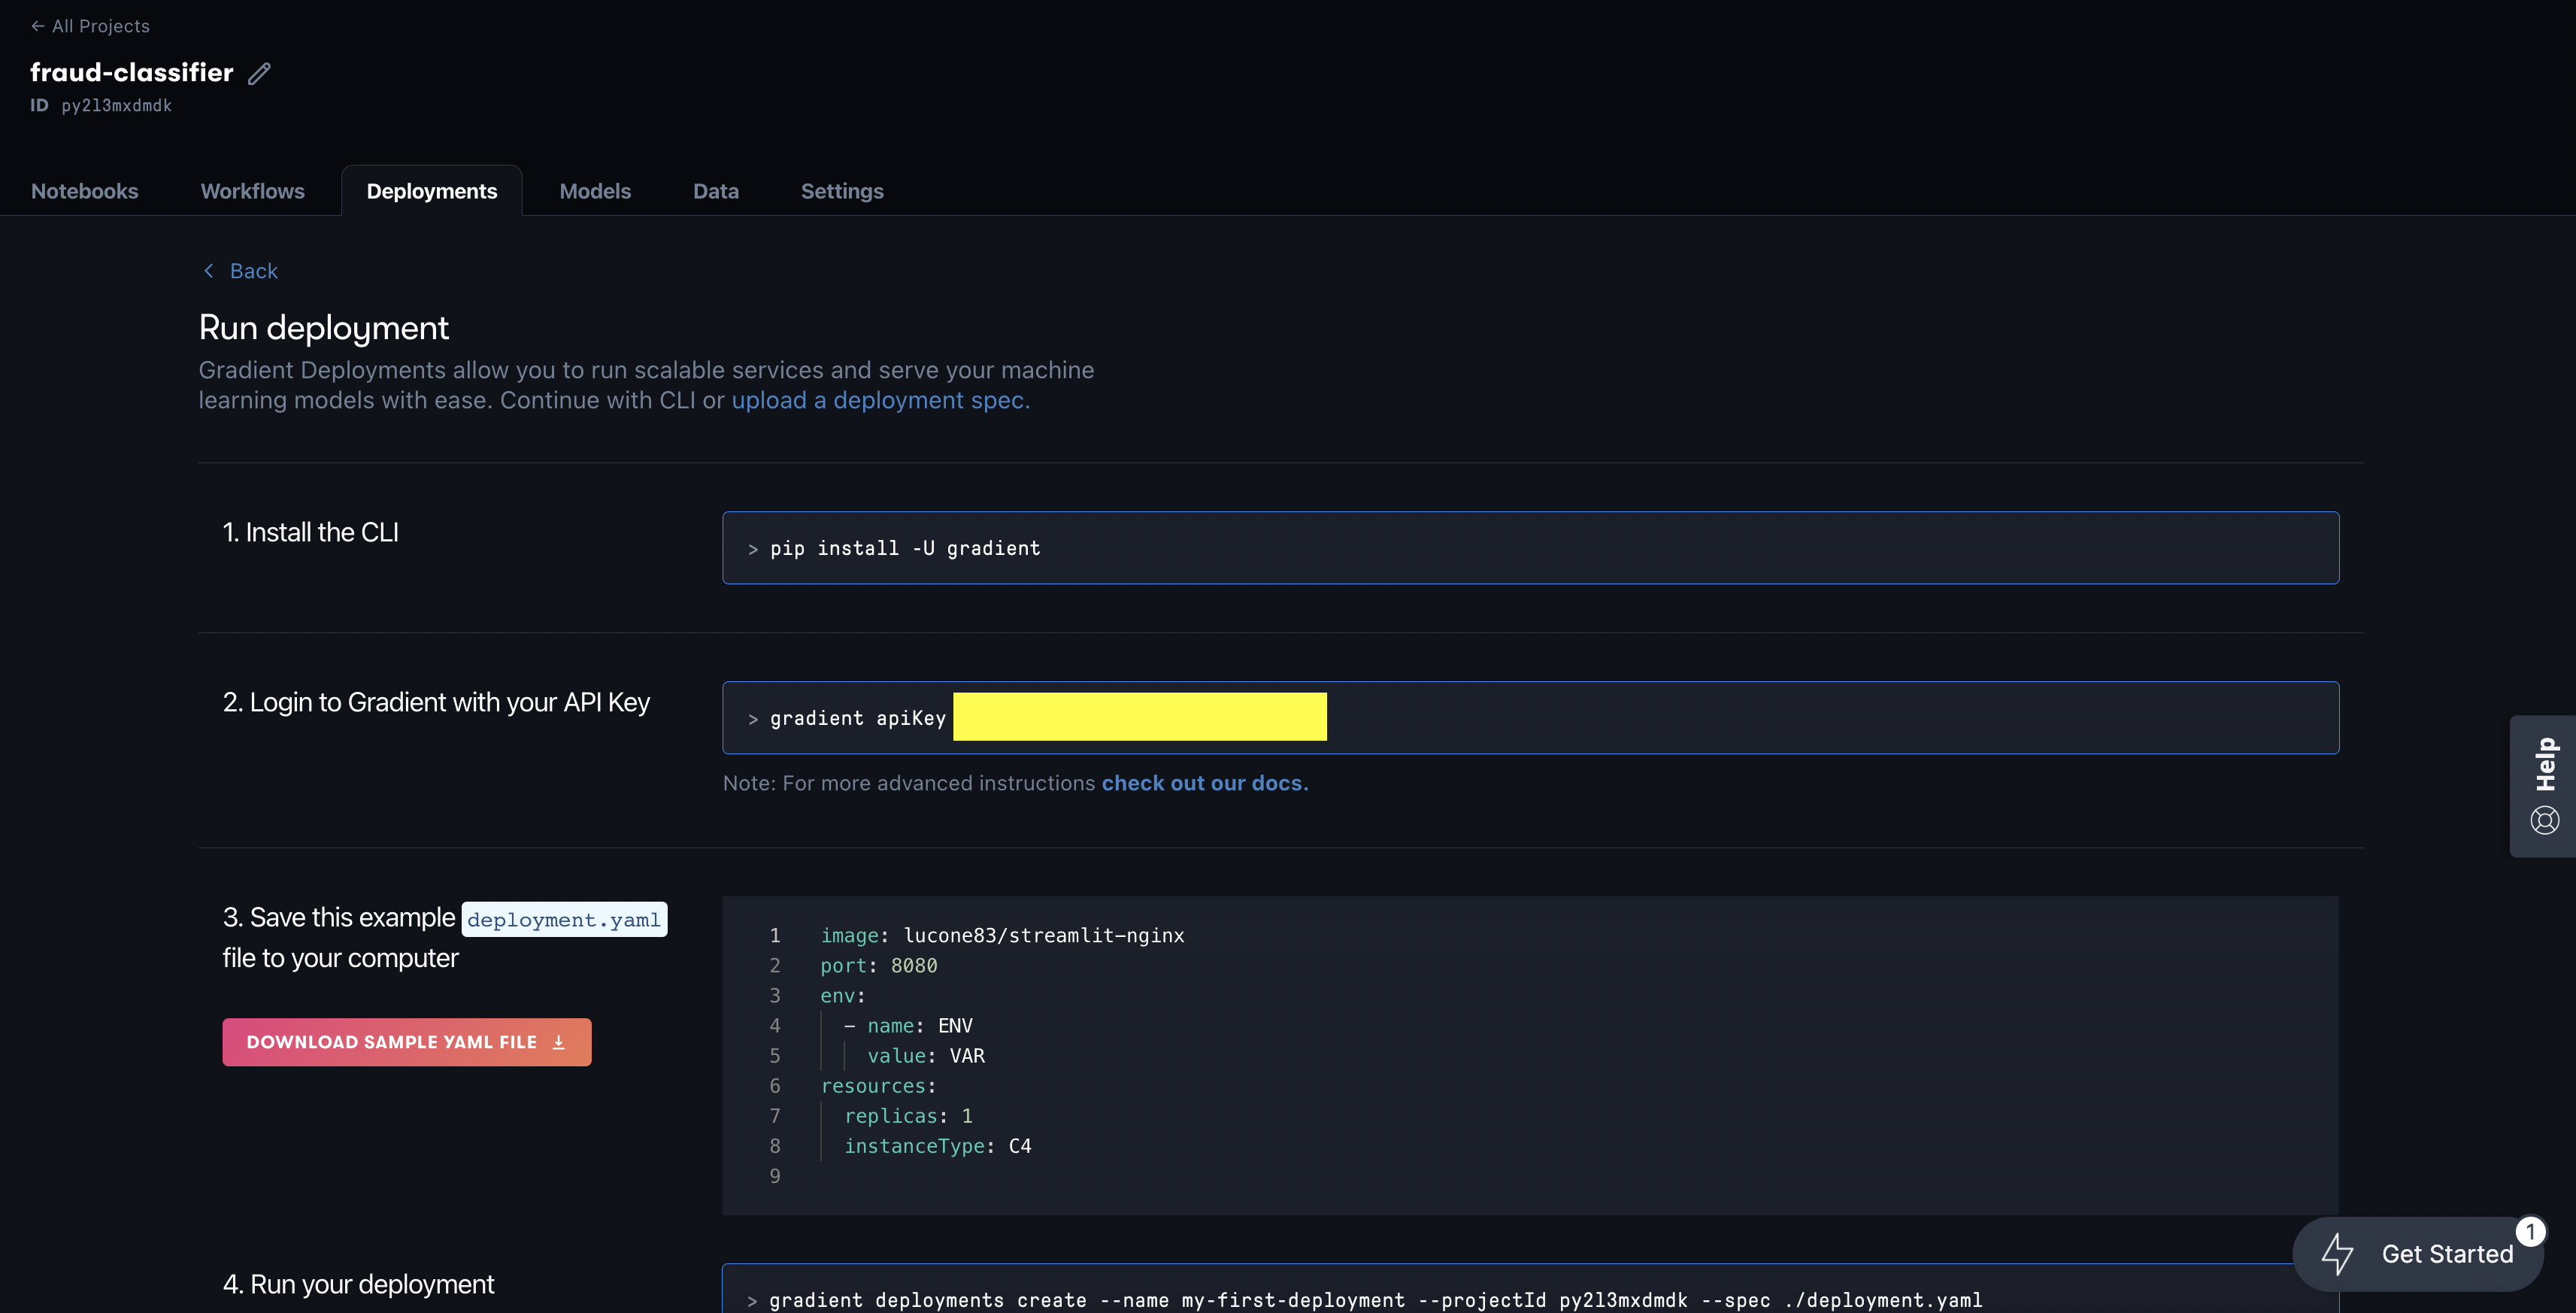 ← All Projects
fraud-classifier
ID py2l3mxdmdk
Notebooks Workflows Deployments Models Data Settings
Back
Run deployment
Gradient Deployments allow you to run scalable services and serve your machine
learning models with ease. Continue with CLI or upload a deployment spec.
1. Install the CLI
> pip install -U gradient
2. Login to Gradient with your API Key
> gradient apiKey
Note: For more advanced instructions check out our docs.
Help
3. Save this example deployment.yaml
file to your computer
DOWNLOAD SAMPLE YAML FILE
1 image: lucone83/streamlit-nginx
2 port: 8080
3 env:
4 - name: ENV
5 value: VAR
6 resources:
7 replicas: 1
8 instanceType: C4
9
4. Run your deployment
> gradient deployments create --name my-first-deployment --projectId py2l3mxdmdk --spec ./deployment.yaml
Get Started
1